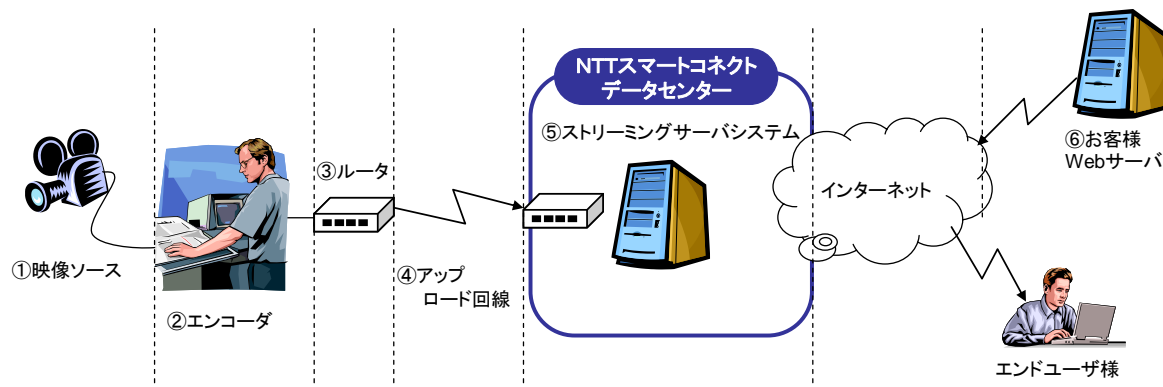 ①映像ソース
②エンコーダ
③ルータ
④アップ
ロード回線
NTTスマートコネクト
データセンター
⑤ストリーミングサーバシステム
インターネット
⑥お客様
Webサーバ
エンドユーザ様